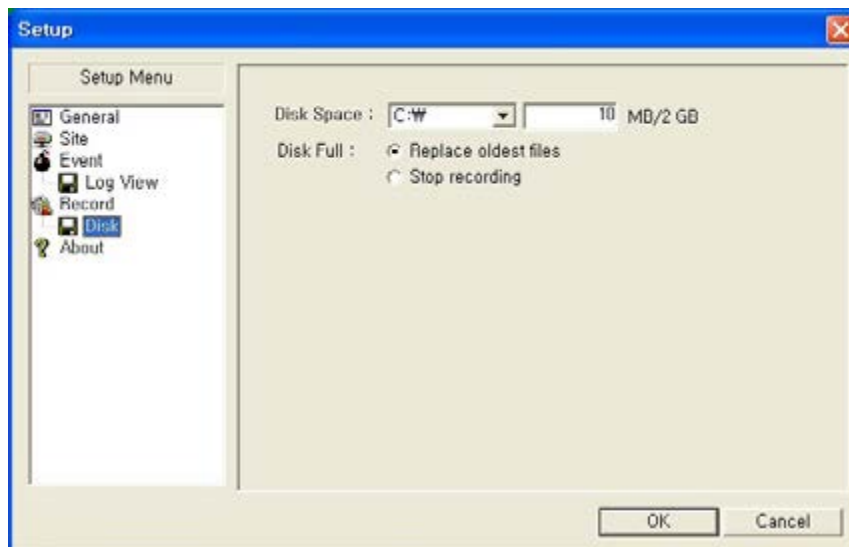 Setup
Setup Menu
General
Site
Event
Log View
Record
Disk
About
Disk Space : C:₩ 10 MB/2 GB
Disk Full : Replace oldest files
Stop recording
OK Cancel